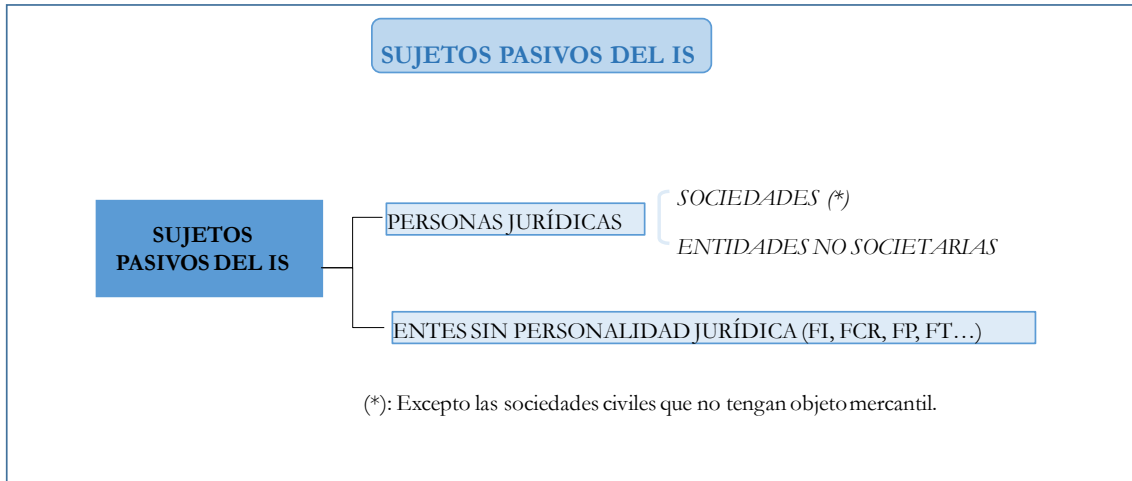 SUJETOS PASIVOS DEL IS
SUJETOS
PASIVOS DEL IS
PERSONAS JURÍDICAS
SOCIEDADES (*)
ENTIDADES NO SOCIETARIAS
ENTES SIN PERSONALIDAD JURÍDICA (FI, FCR, FP, FT…)
(*): Excepto las sociedades civiles que no tengan objeto mercantil.